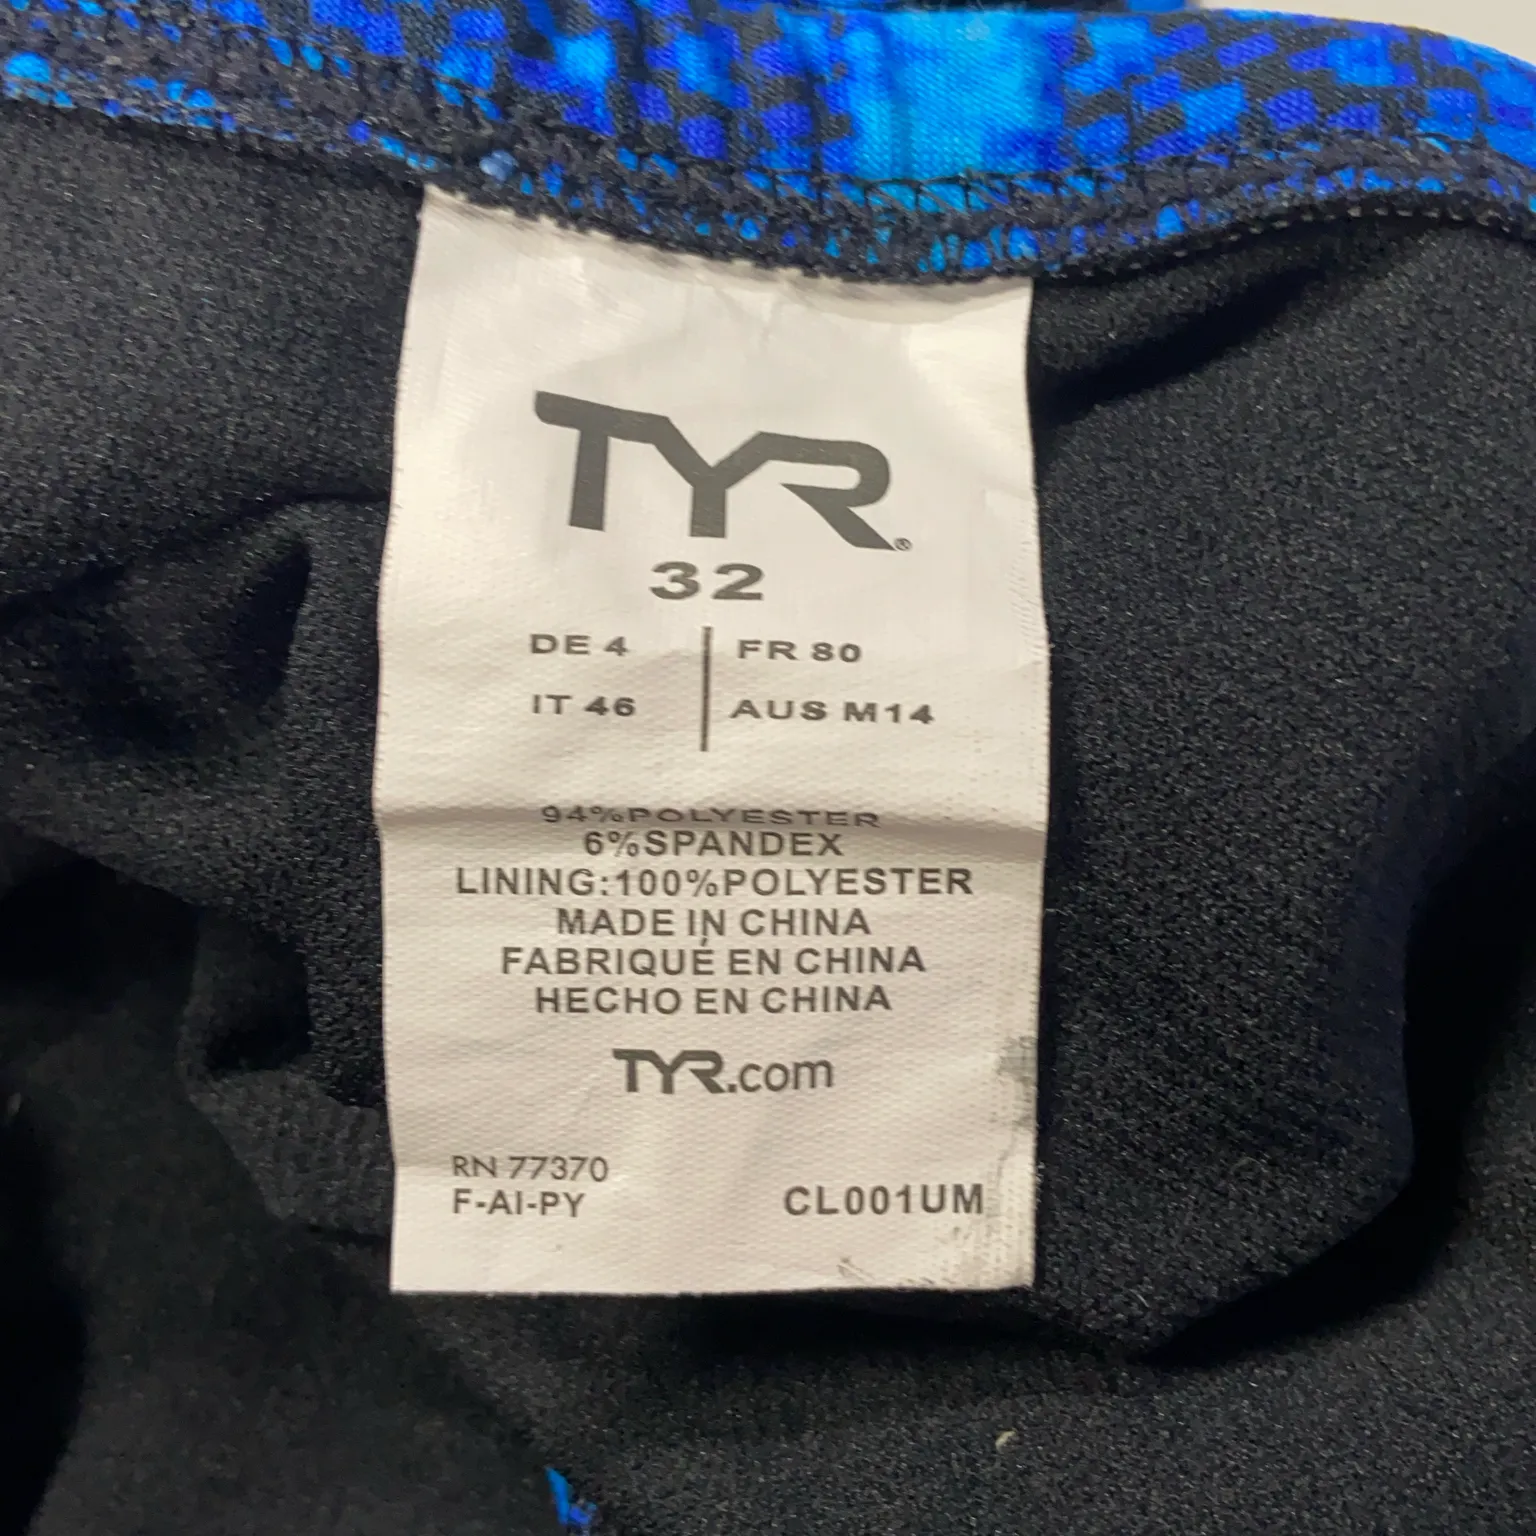 TYR®
32
DE 4 | FR 80
IT 46 | AUS M14
94%POLYESTER
6%SPANDEX
LINING:100%POLYESTER
MADE IN CHINA
FABRIQUÉ EN CHINA
HECHO EN CHINA
TYR.com
RN 77370
F-AI-PY CL001UM